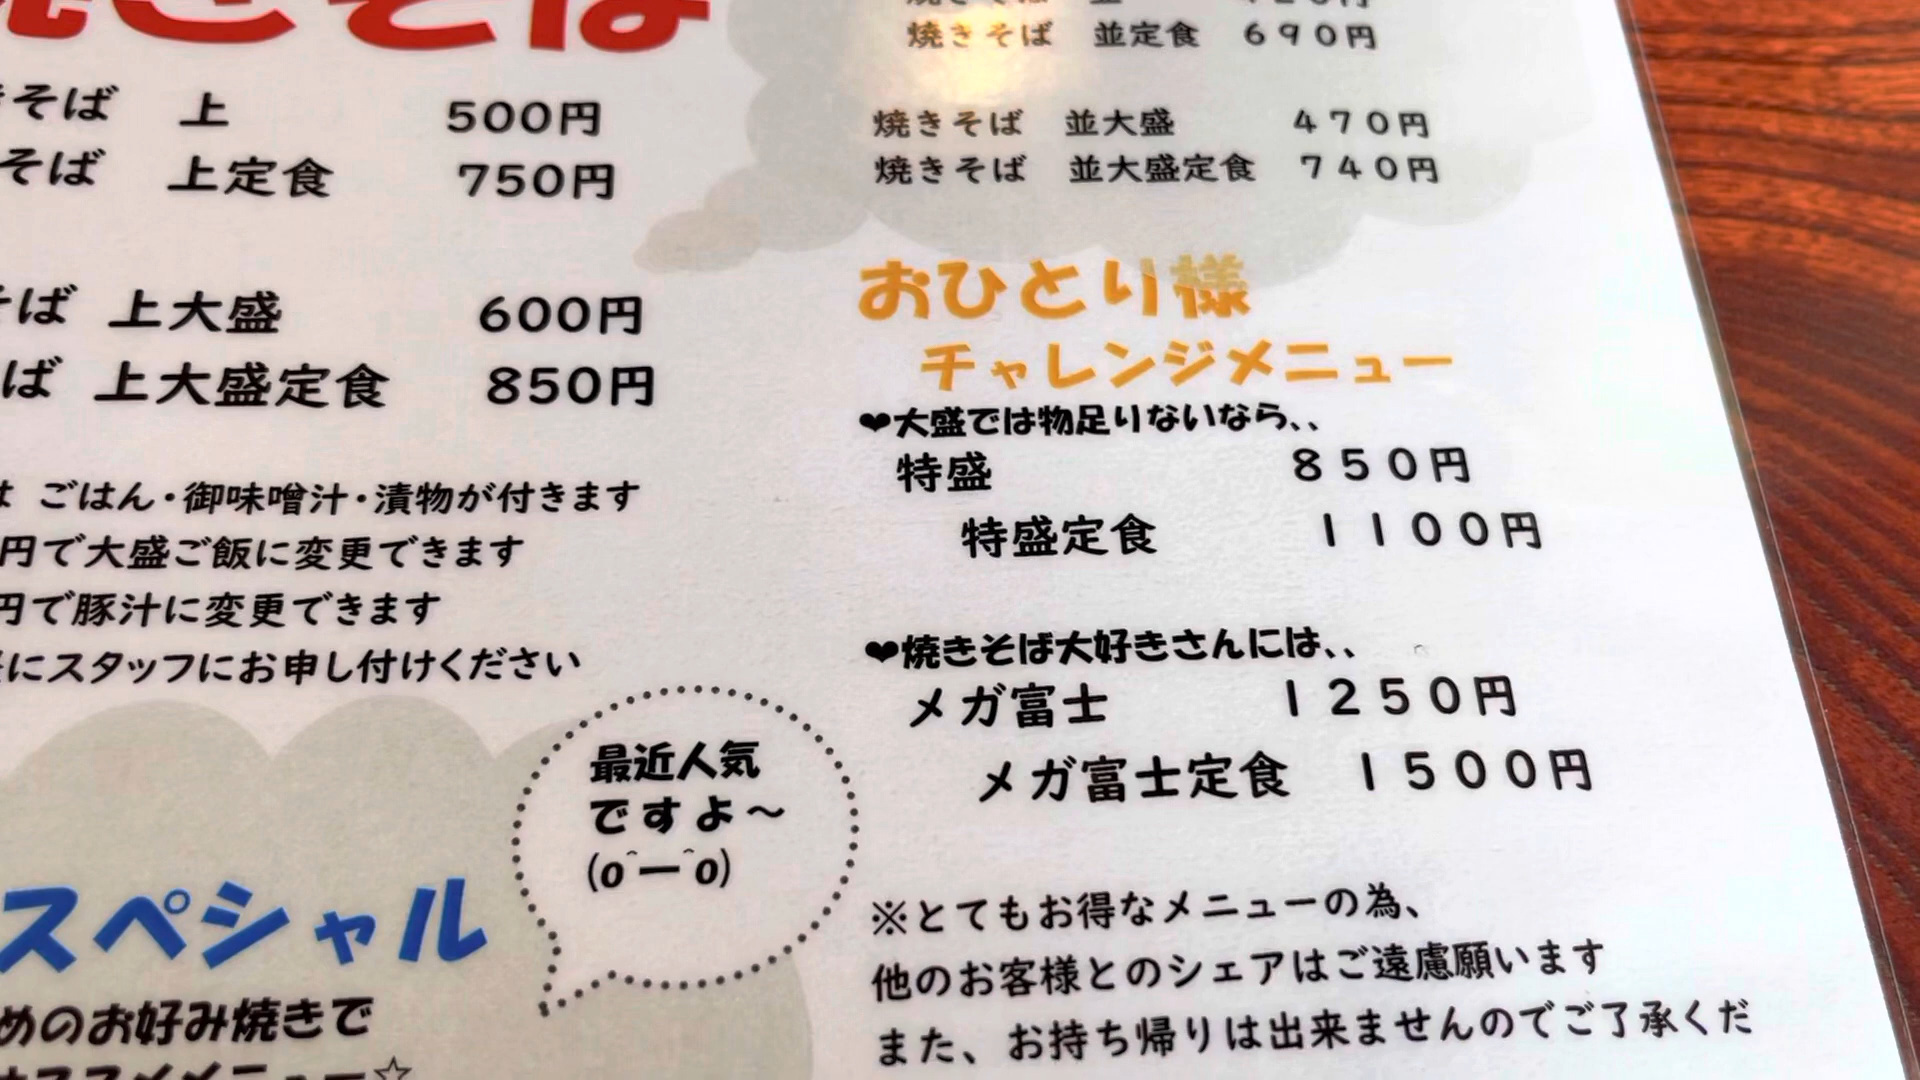 焼きそば
きそば 上 500円
そば 上定食 750円
そば 上大盛 600円
ば 上大盛定食 850円
は ごはん・御味噌汁・漬物が付きます
円で大盛ご飯に変更できます
円で豚汁に変更できます
にスタッフにお申し付けください
最近人気
ですよ～
(o^ー^o)
スペシャル
めのお好み焼きで
焼きそば 並定食 690円
焼きそば 並大盛 470円
焼きそば 並大盛定食 740円
おひとり様
チャレンジメニュー
❤大盛では物足りないなら、、
特盛 850円
特盛定食 1100円
❤焼きそば大好きさんには、、
メガ富士 1250円
メガ富士定食 1500円
※とてもお得なメニューの為、
他のお客様とのシェアはご遠慮願います
また、お持ち帰りは出来ませんのでご了承くだ